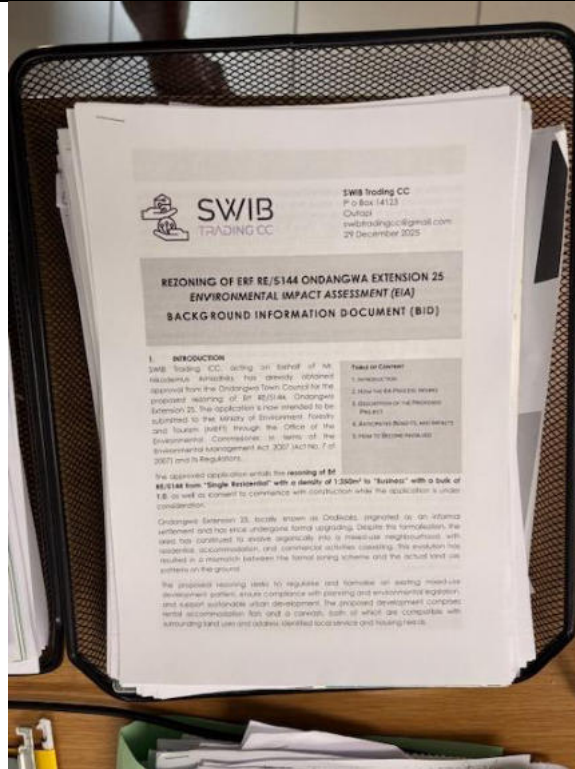 SWIB
TRADING CC
SWIB Trading CC
P o Box 14123
Outapi
swibtradingcc@gmail.com
29 December 2025
REZONING OF ERF RE/5144 ONDANGWA EXTENSION 25
ENVIRONMENTAL IMPACT ASSESSMENT (EIA)
BACKGROUND INFORMATION DOCUMENT (BID)
1. INTRODUCTION
SWIB Trading CC, acting on behalf of Mr.
has already obtained
approval from the Ondangwa Town Council for the
proposed rezoning of Erf RE/5144, Ondangwa
Extension 25. The application is now intended to be
submitted to the Ministry of Environment, Forestry
and Tourism (MEFT) through the Office of the
Environmental Commissioner in terms of the
Environmental Management Act, 2007 (Act No. 7 of
2007) and its Regulations.
TABLE OF CONTENT
1. INTRODUCTION
2. HOW THE EIA PROCESS WORKS
3. DESCRIPTION OF THE PROPOSED
PROJECT
4. ANTICIPATED BENEFITS AND IMPACTS
5. HOW TO BECOME INVOLVED
The approved application entails the rezoning of Erf
RE/5144 from "Single Residential" with a density of to "Business" with a bulk of
as well as consent to commence with construction while the application is under
consideration.
Ondangwa Extension 25, locally known as originated as an informal
settlement and has since undergone formal upgrading. Despite this formalisation, the
area has continued to evolve organically into a mixed-use neighbourhood, with
residential, accommodation, and commercial activities coexisting. This evolution has
resulted in a mismatch between the formal zoning scheme and the actual land use
patterns on the ground.
The proposed rezoning seeks to regularise and formalise an existing mixed-use
development pattern, ensure compliance with planning and environmental legislation,
and support sustainable urban development. The proposed development comprises
rental accommodation flats and a carwash, both of which are compatible with
surrounding land uses and address identified local service and housing needs.